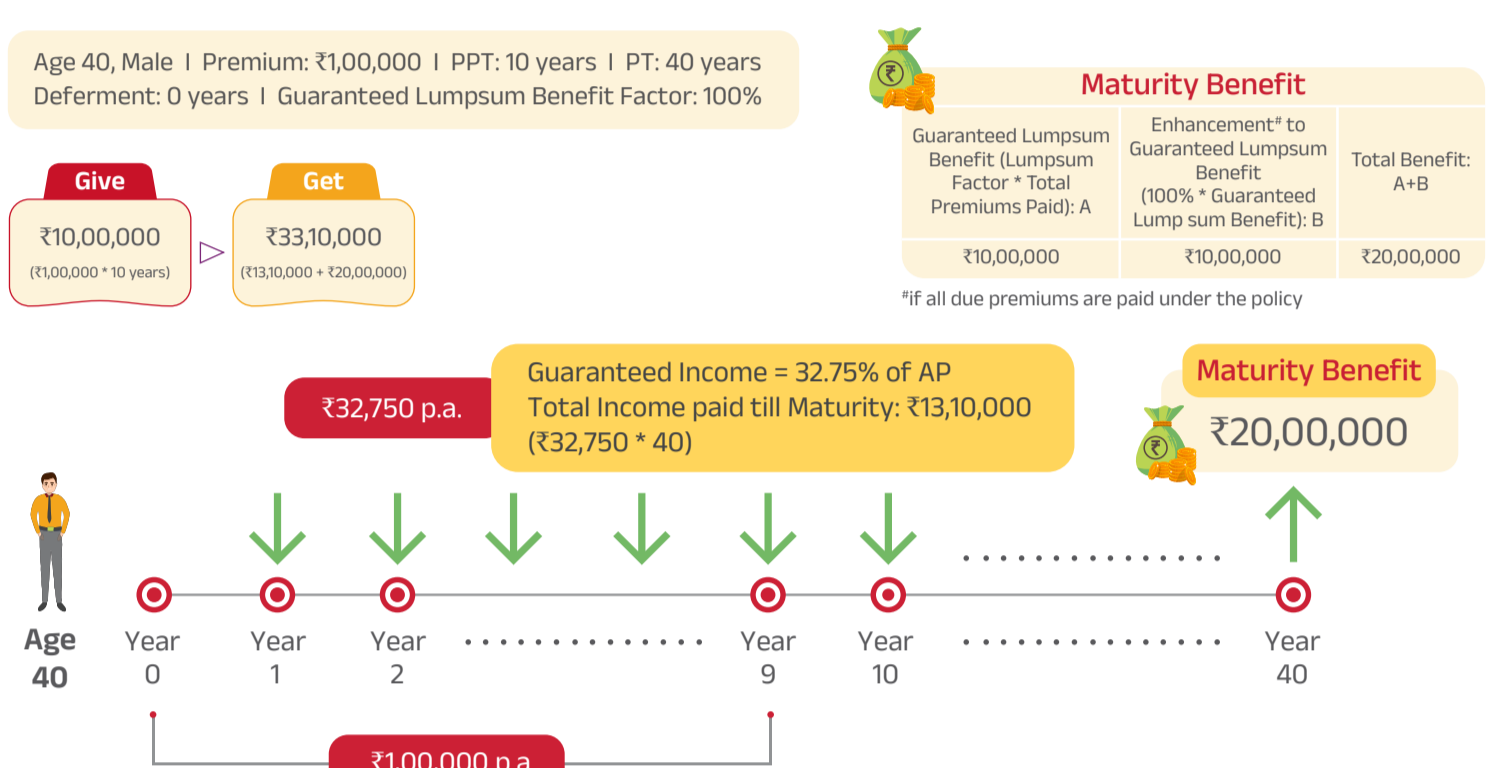 Age 40, Male I Premium: ₹1,00,000 I PPT: 10 years I PT: 40 years
Deferment: 0 years I Guaranteed Lumpsum Benefit Factor: 100%
Give
₹10,00,000
(₹1,00,000 * 10 years)
Get
₹33,10,000
(₹13,10,000 + ₹20,00,000)
₹
Maturity Benefit
Guaranteed Lumpsum
Benefit (Lumpsum
Factor * Total
Premiums Paid): A
Enhancement# to
Guaranteed Lumpsum
Benefit
(100% * Guaranteed
Lump sum Benefit): B
Total Benefit:
A+B
₹10,00,000
₹10,00,000
₹20,00,000
#if all due premiums are paid under the policy
₹32,750 p.a.
Guaranteed Income = 32.75% of AP
Total Income paid till Maturity: ₹13,10,000
(₹32,750 * 40)
Maturity Benefit
₹20,00,000
₹
Age
40
Year
0
Year
1
Year
2
Year
9
Year
10
Year
40
₹1,00,000 p.a.